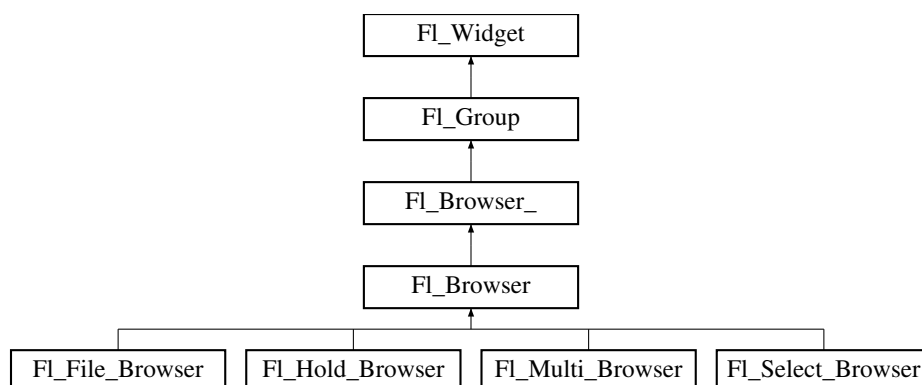 Fl_Widget
Fl_Group
Fl_Browser_
Fl_Browser
Fl_File_Browser Fl_Hold_Browser Fl_Multi_Browser Fl_Select_Browser